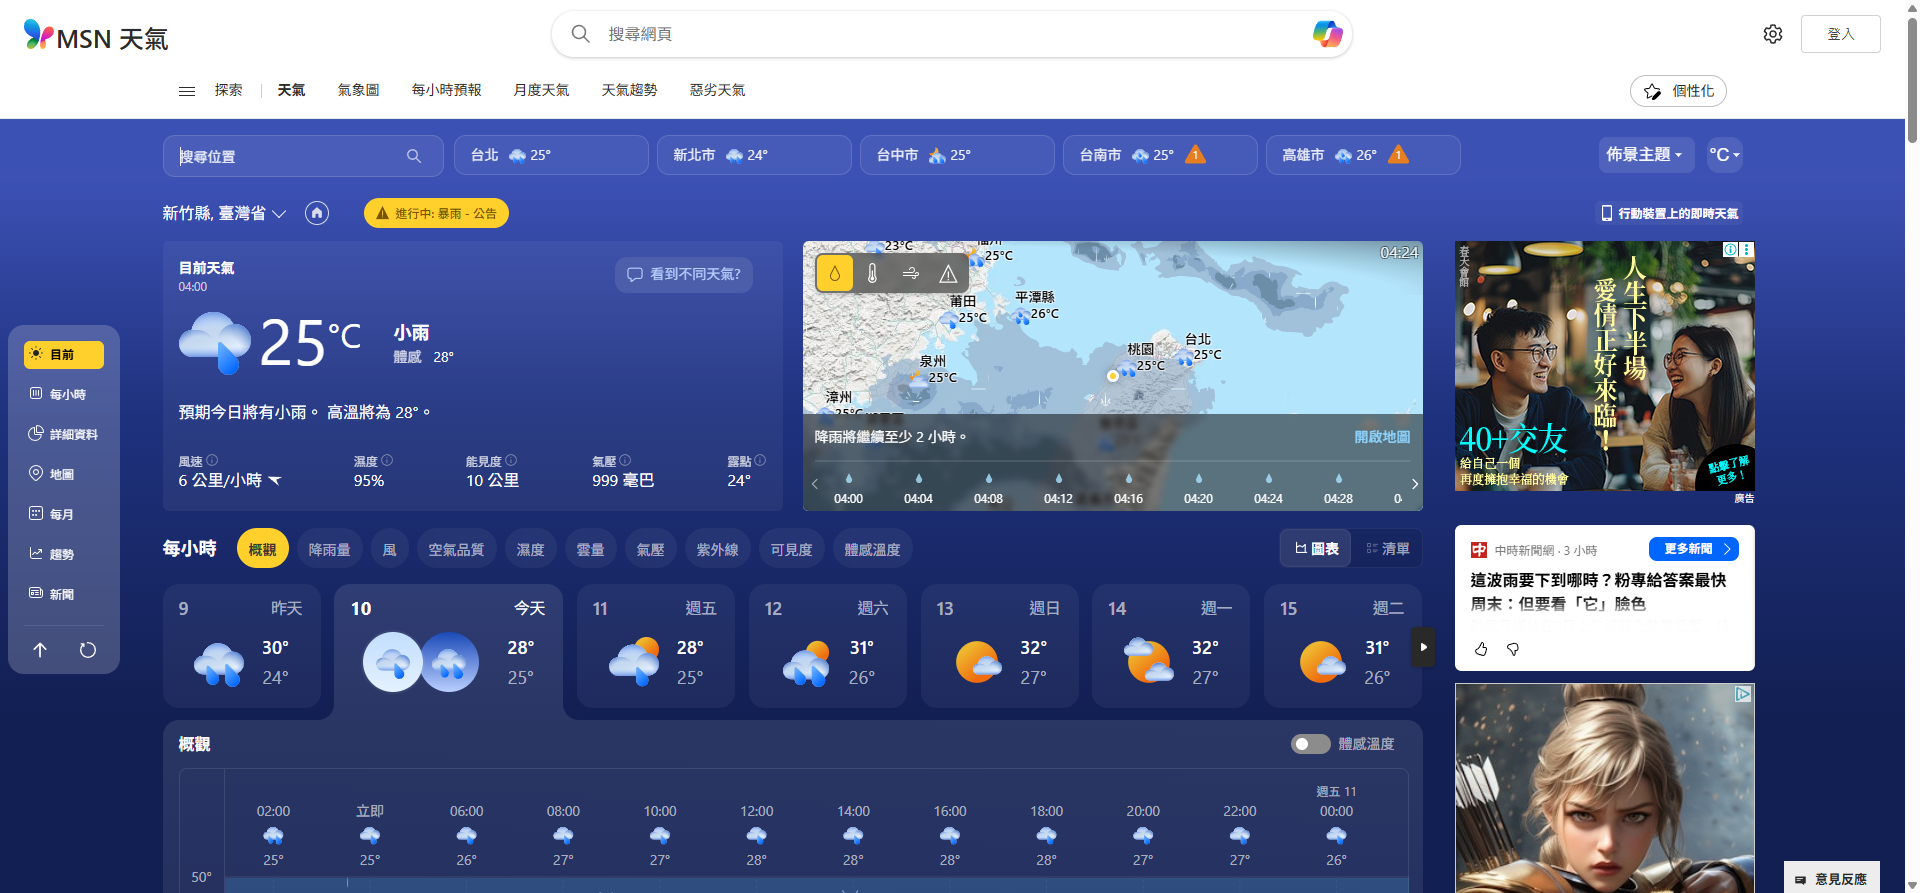 MSN 天氣
搜尋網頁
登入
探索
天氣
氣象圖
每小時預報
月度天氣
天氣趨勢
惡劣天氣
個性化
搜尋位置
台北 25°
新北市 24°
台中市 25°
台南市 25° 1
高雄市 26° 1
佈景主題
°C
新竹縣, 臺灣省
進行中: 暴雨 - 公告
行動裝置上的即時天氣
目前
每小時
詳細資料
地圖
每月
趨勢
新聞
目前天氣
04:00
看到不同天氣?
25°C
小雨
體感 28°
預期今日將有小雨。 高溫將為 28°。
風速
6 公里/小時
濕度
95%
能見度
10 公里
氣壓
999 毫巴
露點
24°
04:24
23°C
福州
25°C
莆田
25°C
平潭縣
26°C
台北
25°C
桃園
25°C
泉州
25°C
漳州
25°C
降雨將繼續至少 2 小時。
開啟地圖
04:00
04:04
04:08
04:12
04:16
04:20
04:24
04:28
0
春天會館
人生下半場
愛情正好來臨！
40+交友
給自己一個
再度擁抱幸福的機會
點擊了解
更多！
廣告
每小時
概觀
降雨量
風
空氣品質
濕度
雲量
氣壓
紫外線
可見度
體感溫度
圖表
清單
9 昨天
30°
24°
10 今天
28°
25°
11 週五
28°
25°
12 週六
31°
26°
13 週日
32°
27°
14 週一
32°
27°
15 週二
31°
26°
中
中時新聞網 · 3 小時
更多新聞
這波雨要下到哪時？粉專給答案最快
周末：但要看「它」臉色
概觀
體感溫度
週五 11
02:00
立即
06:00
08:00
10:00
12:00
14:00
16:00
18:00
20:00
22:00
00:00
25°
25°
26°
27°
27°
28°
28°
28°
28°
27°
27°
26°
50°
意見反應